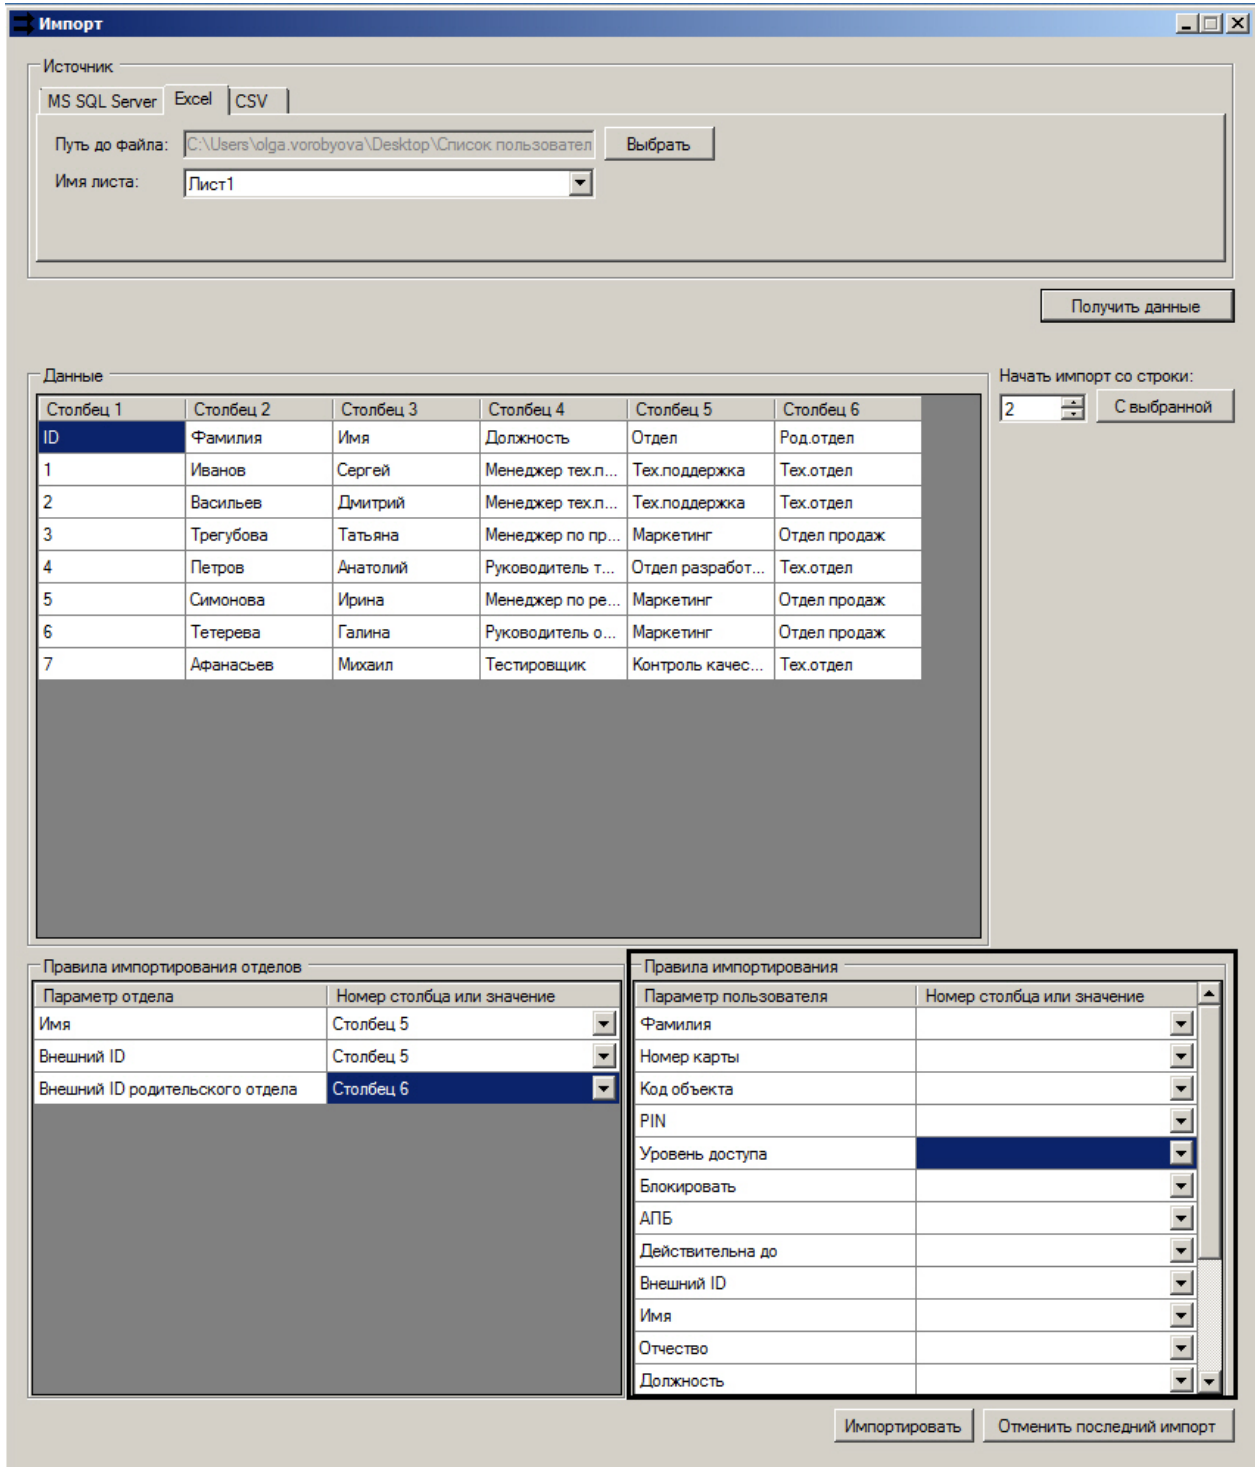 Импорт
Источник
MS SQL Server Excel CSV
Путь до файла: C:\Users\olga.vorobyova\Desktop\Список пользовател Выбрать
Имя листа: Лист1
Получить данные
Данные
Начать импорт со строки:
2 С выбранной
Столбец 1 Столбец 2 Столбец 3 Столбец 4 Столбец 5 Столбец 6
ID Фамилия Имя Должность Отдел Род.отдел
1 Иванов Сергей Менеджер тех.п... Тех.поддержка Тех.отдел
2 Васильев Дмитрий Менеджер тех.п... Тех.поддержка Тех.отдел
3 Трегубова Татьяна Менеджер по пр... Маркетинг Отдел продаж
4 Петров Анатолий Руководитель т... Отдел разработ... Тех.отдел
5 Симонова Ирина Менеджер по ре... Маркетинг Отдел продаж
6 Тетерева Галина Руководитель о... Маркетинг Отдел продаж
7 Афанасьев Михаил Тестировщик Контроль качес... Тех.отдел
Правила импортирования отделов
Параметр отдела Номер столбца или значение
Имя Столбец 5
Внешний ID Столбец 5
Внешний ID родительского отдела Столбец 6
Правила импортирования
Параметр пользователя Номер столбца или значение
Фамилия
Номер карты
Код объекта
PIN
Уровень доступа
Блокировать
АПБ
Действительна до
Внешний ID
Имя
Отчество
Должность
Импортировать Отменить последний импорт